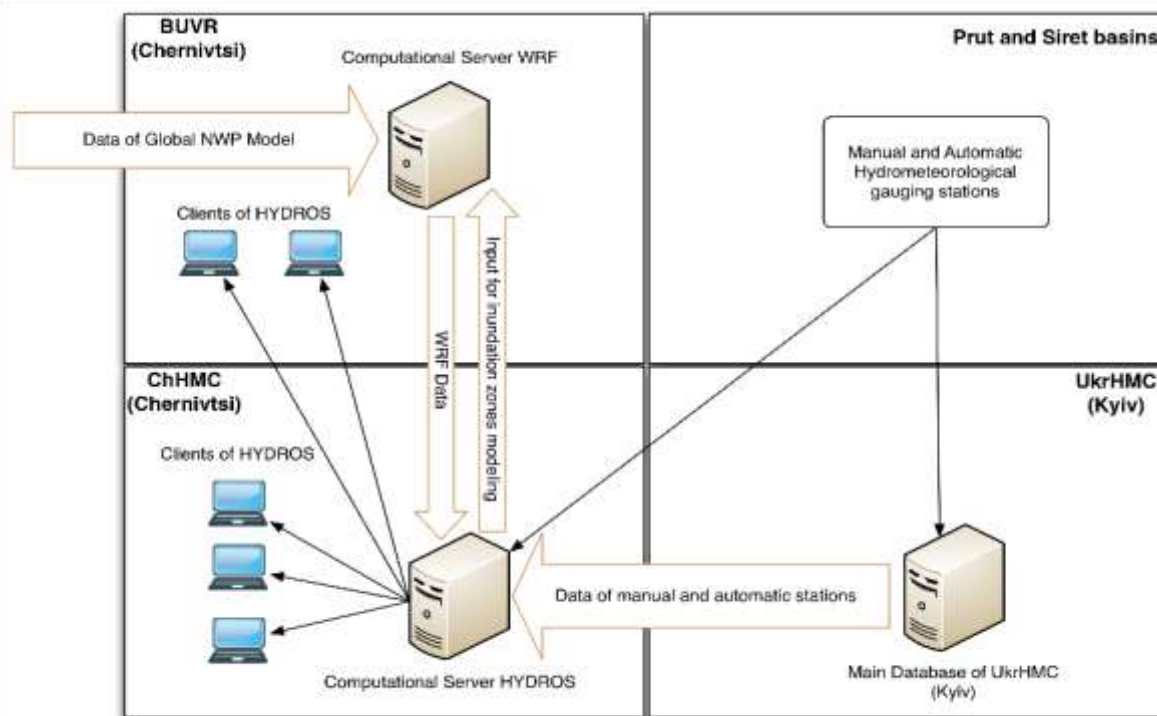 BUVR
(Chernivtsi)
Computational Server WRF
Data of Global NWP Model
Clients of HYDROS
WRF Data
Input for inundation zones modeling
Prut and Siret basins
Manual and Automatic
Hydrometeorological
gauging stations
ChHMC
(Chernivtsi)
Clients of HYDROS
Computational Server HYDROS
Data of manual and automatic stations
UkrHMC
(Kyiv)
Main Database of UkrHMC
(Kyiv)